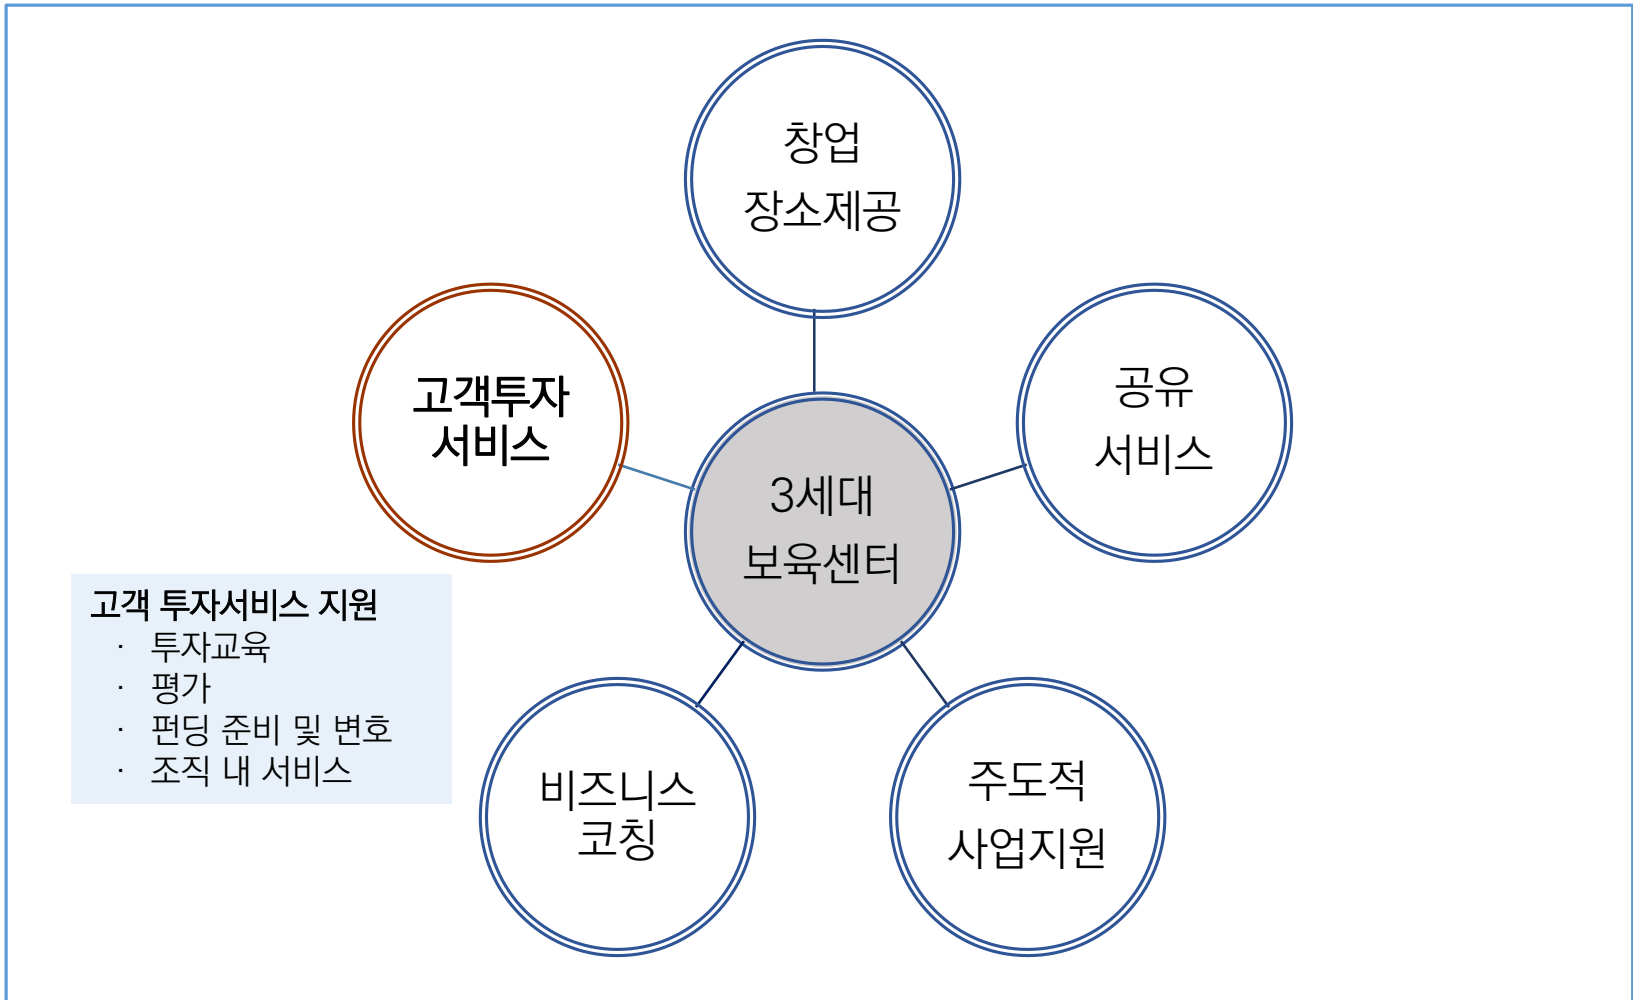 창업
장소제공
고객투자
서비스
공유
서비스
3세대
보육센터
고객 투자서비스 지원
· 투자교육
· 평가
· 펀딩 준비 및 변호
· 조직 내 서비스
비즈니스
코칭
주도적
사업지원